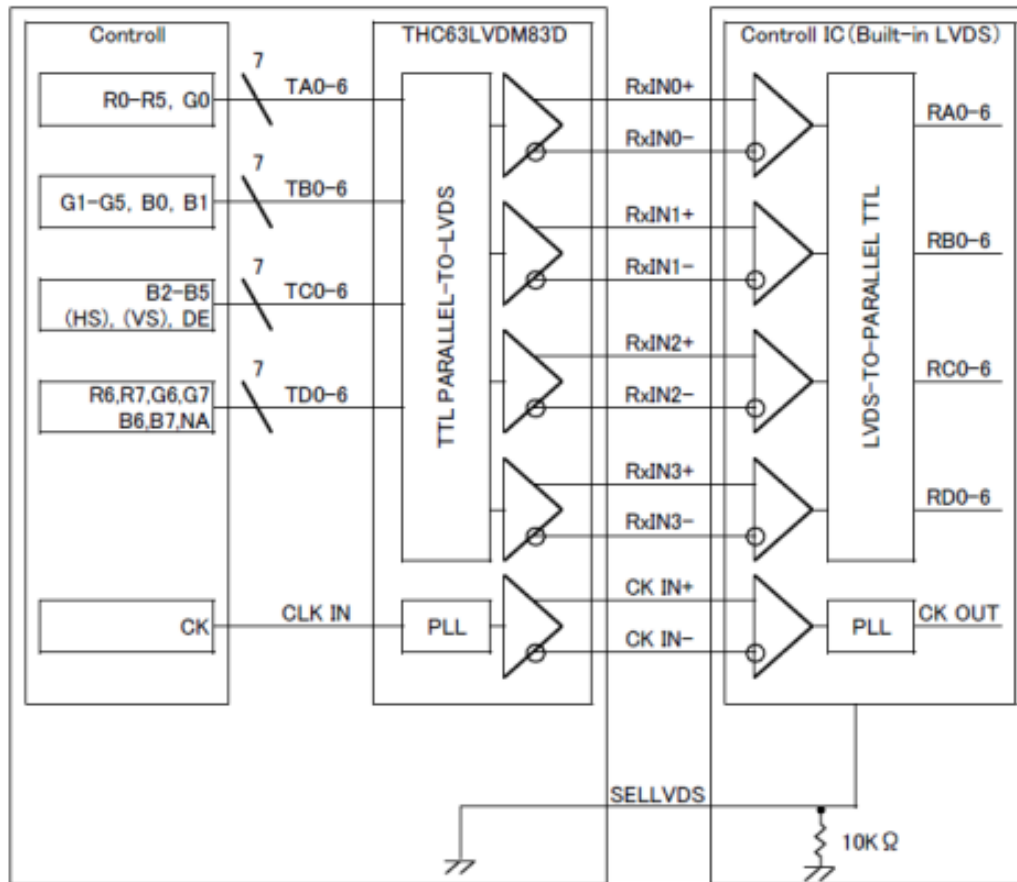 Controll
THC63LVDM83D
Controll IC(Built-in LVDS)
7
R0-R5, G0
TA0-6
RxIN0+
RxIN0-
RA0-6
7
G1-G5, B0, B1
TB0-6
RxIN1+
RxIN1-
RB0-6
7
B2-B5
(HS), (VS), DE
TC0-6
RxIN2+
RxIN2-
RC0-6
7
R6,R7,G6,G7
B6,B7,NA
TD0-6
RxIN3+
RxIN3-
RD0-6
TTL PARALLEL-TO-LVDS
LVDS-TO-PARALLEL TTL
CK
CLK IN
PLL
CK IN+
CK IN-
PLL
CK OUT
SELLVDS
10KΩ